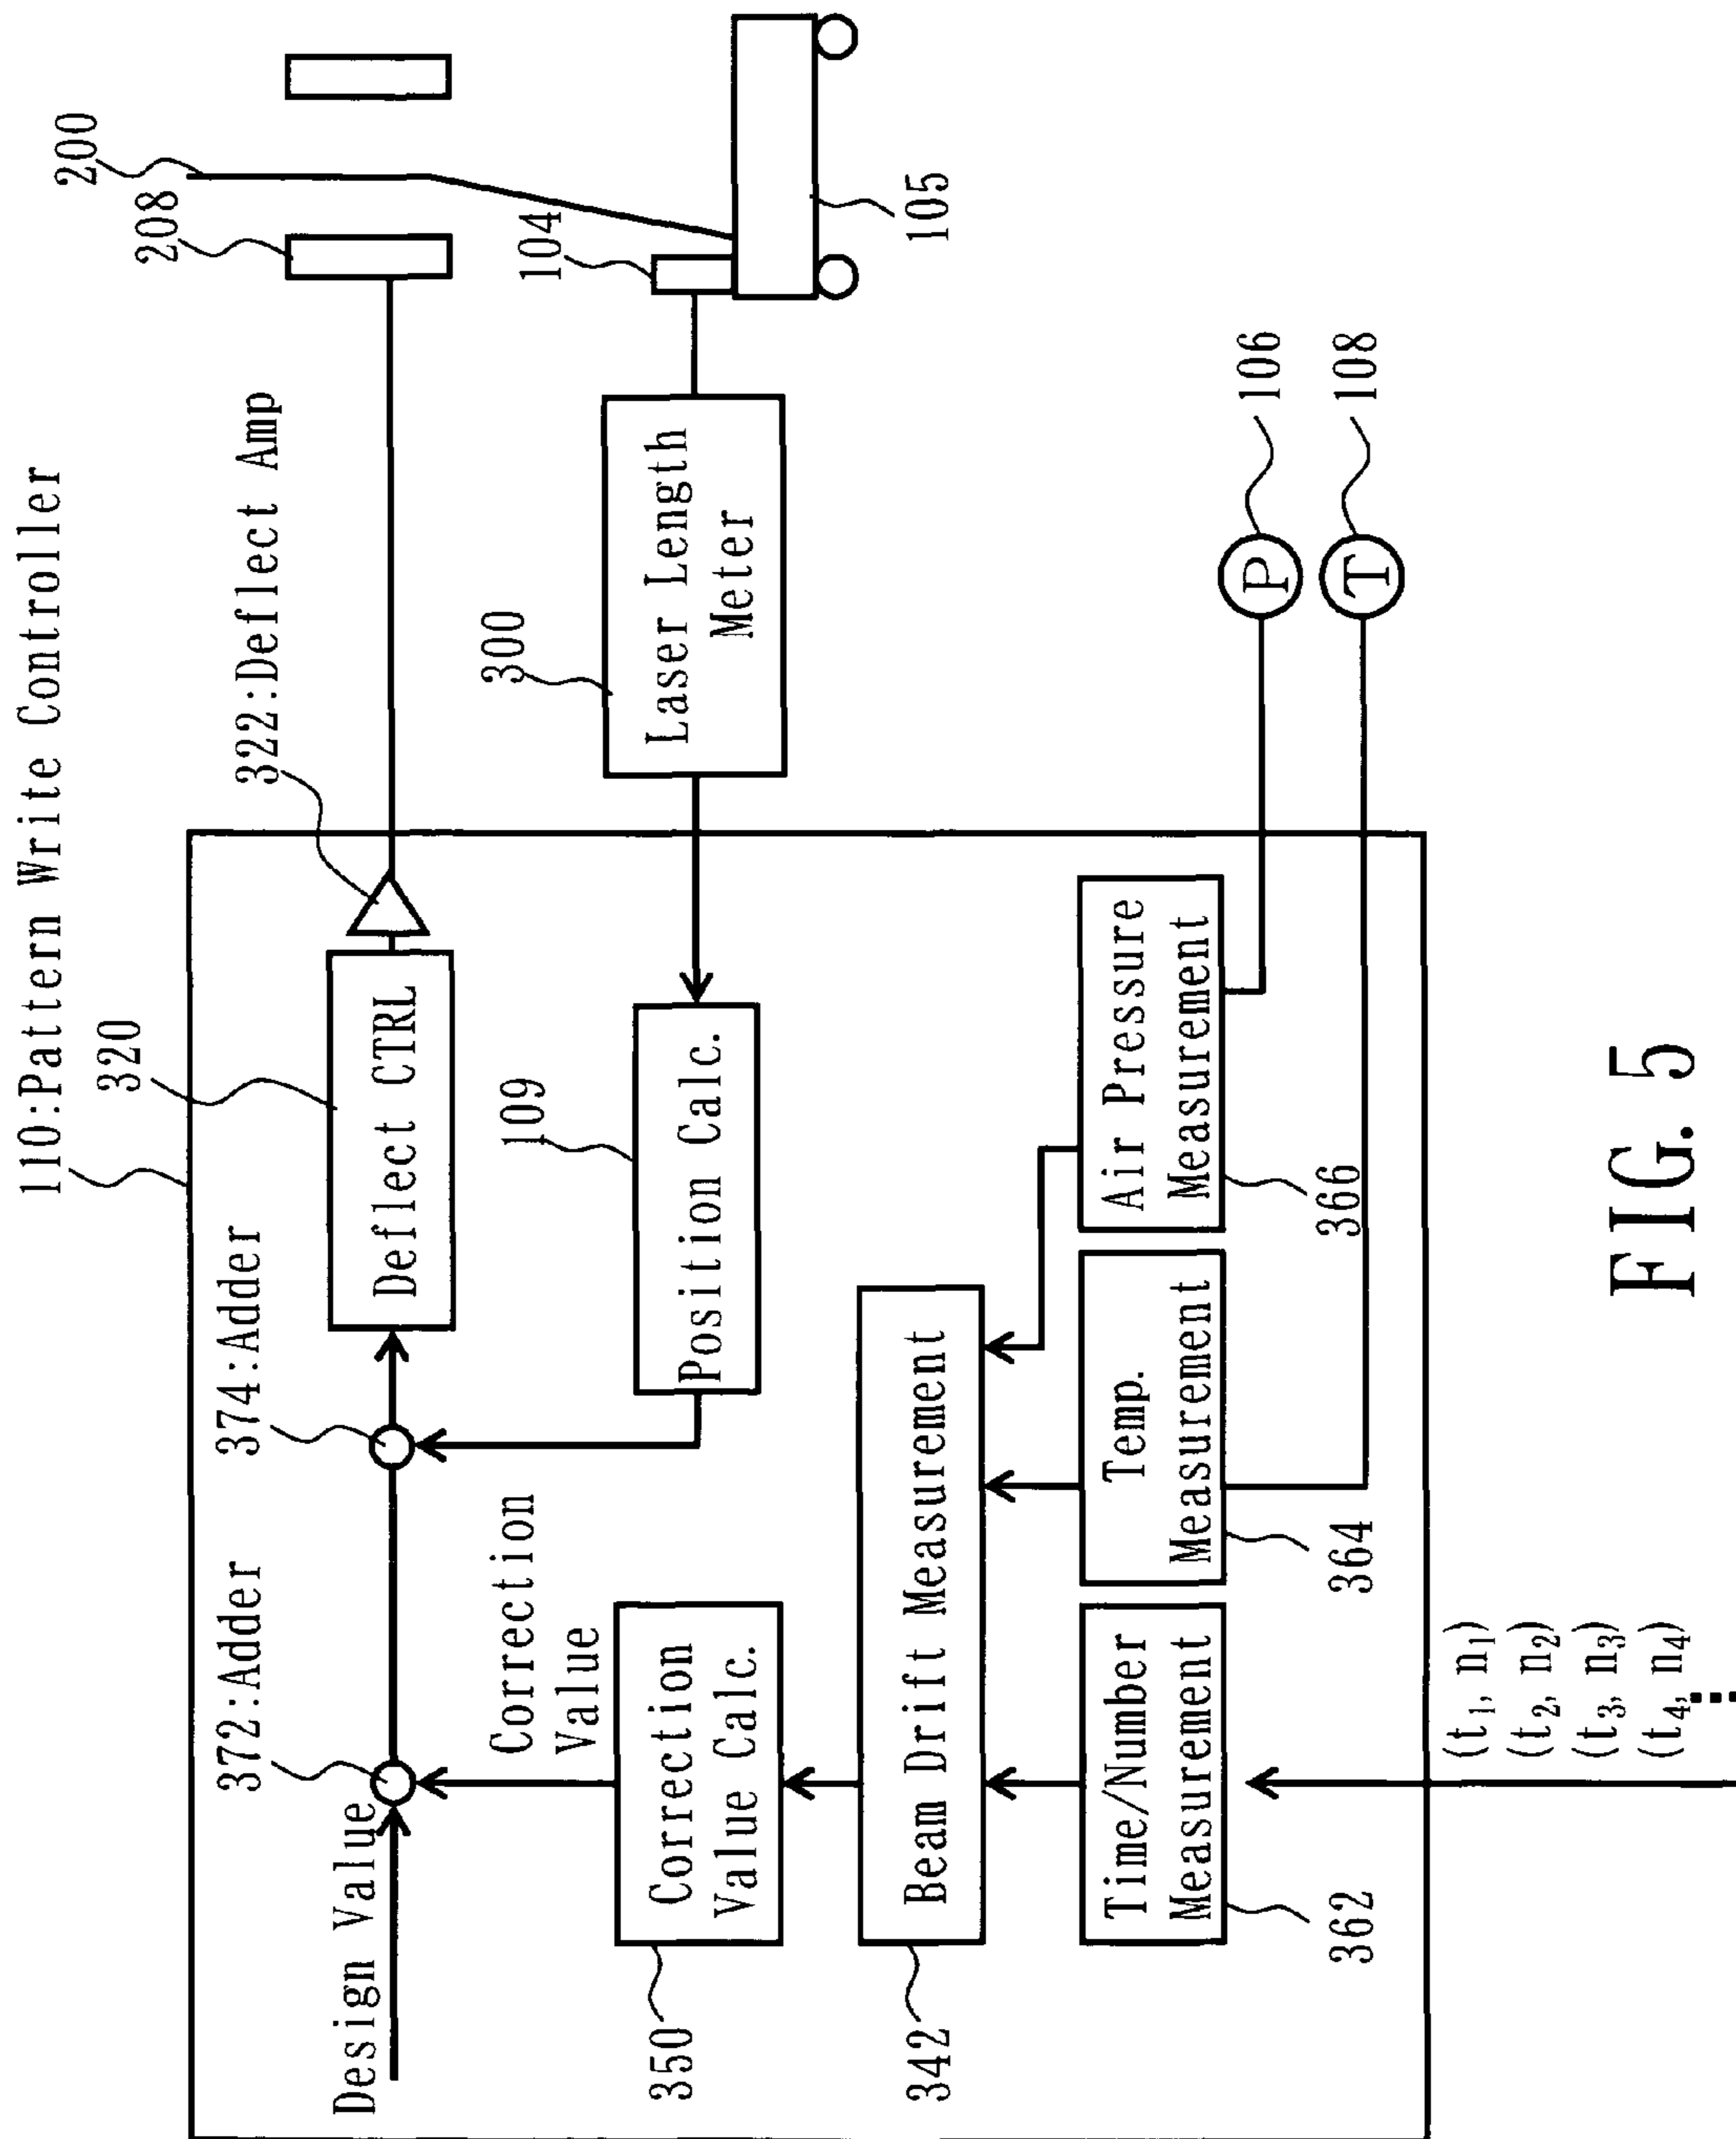 110:Pattern Write Controller
200
208
104
105
322:Deflect Amp
320
Deflect CTRL
374:Adder
372:Adder
Design Value
300
Laser Length
Meter
109
Position Calc.
Correction
Value
Correction
Value Calc.
350
Beam Drift Measurement
342
Time/Number
Measurement
362
Temp.
Measurement
364
Air Pressure
Measurement
366
P
106
T
108
(t₁, n₁)
(t₂, n₂)
(t₃, n₃)
(t₄, n₄)
FIG. 5